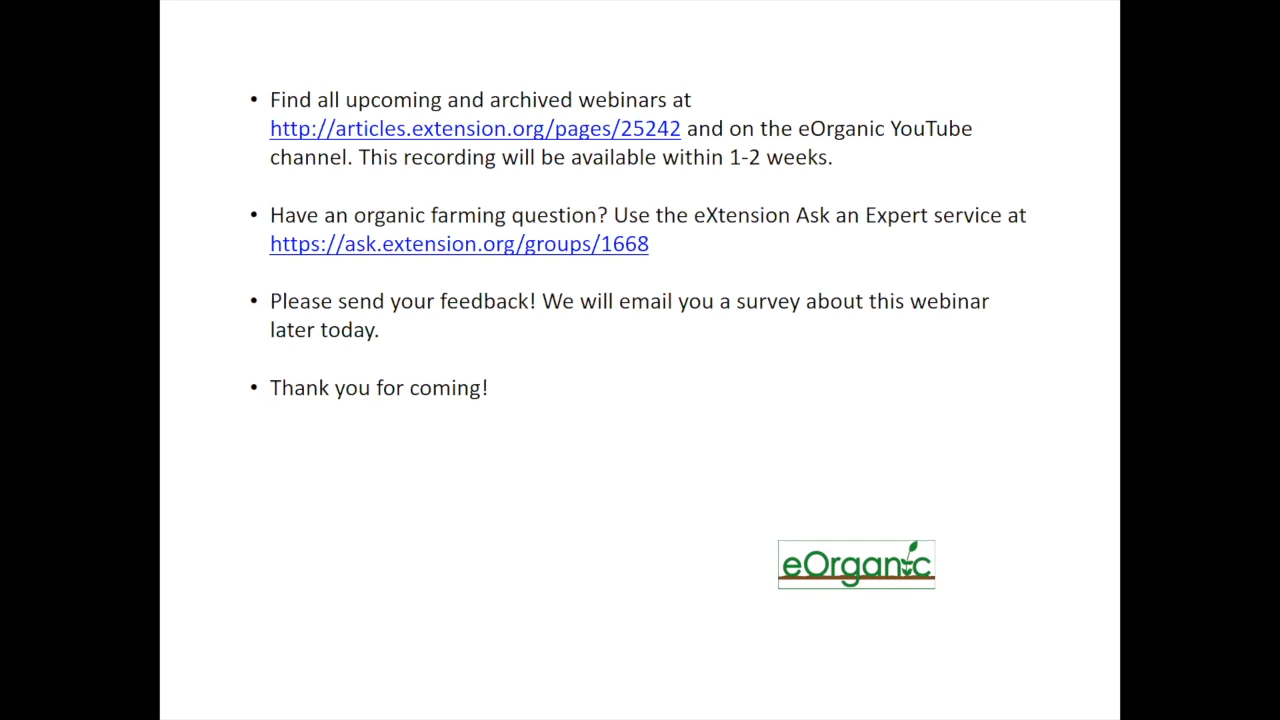 • Find all upcoming and archived webinars at
http://articles.extension.org/pages/25242 and on the eOrganic YouTube
channel. This recording will be available within 1-2 weeks.
• Have an organic farming question? Use the eXtension Ask an Expert service at
https://ask.extension.org/groups/1668
• Please send your feedback! We will email you a survey about this webinar
later today.
• Thank you for coming!
eOrganic